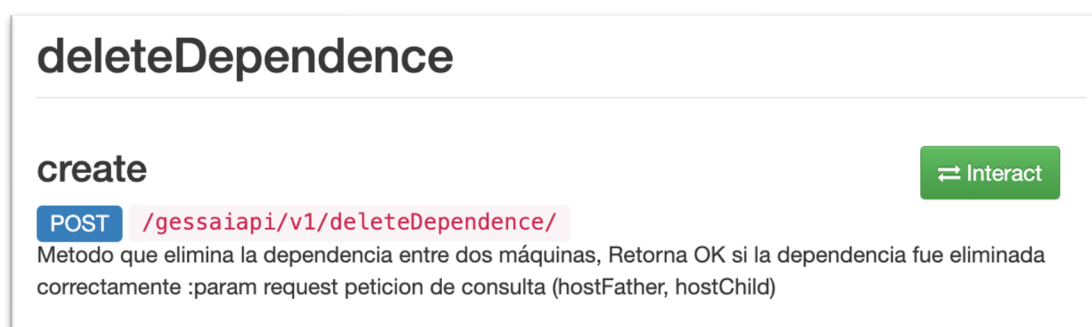 deleteDependence
create
Interact
POST /gessaiapi/v1/deleteDependence/
Metodo que elimina la dependencia entre dos máquinas, Retorna OK si la dependencia fue eliminada
correctamente :param request peticion de consulta (hostFather, hostChild)